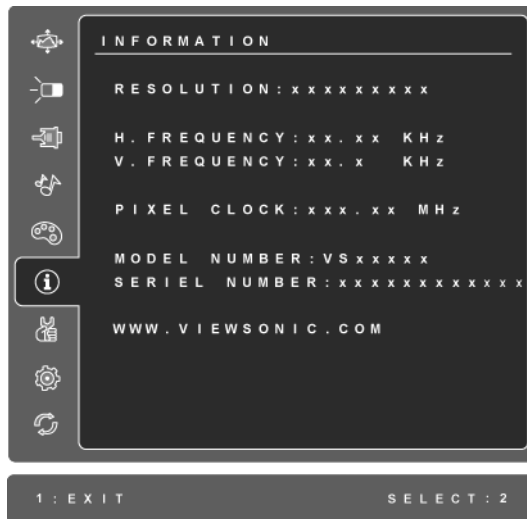 INFORMATION
RESOLUTION:xxxxxxxxx
H. FREQUENCY:xx.xx KHz
V. FREQUENCY:xx.x KHz
PIXEL CLOCK:xxx.xx MHz
MODEL NUMBER:VSxxxxx
SERIEL NUMBER:xxxxxxxxxxxx
WWW.VIEWSONIC.COM
1:EXIT SELECT:2